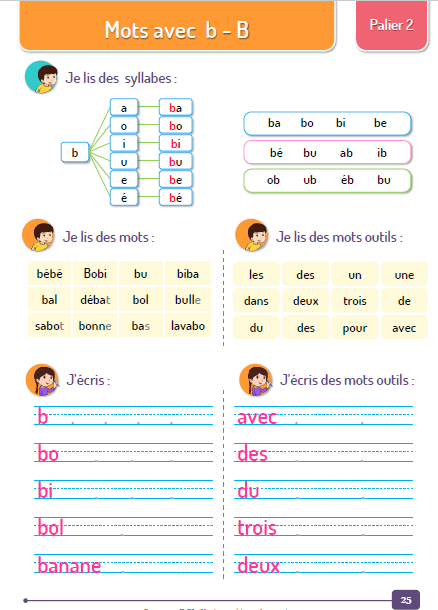 Mots avec b - B
Palier 2
Je lis des syllabes :
b
a ba
o bo
i bi
u bu
e be
é bé
ba bo bi be
bé bu ab ib
ob ub éb bu
Je lis des mots :
bébé Bobi bu biba
bal débat bol bulle
sabot bonne bas lavabo
Je lis des mots outils :
les des un une
dans deux trois de
du des pour avec
J'écris :
b
bo
bi
bol
banane
J'écris des mots outils :
avec
des
du
trois
deux
25